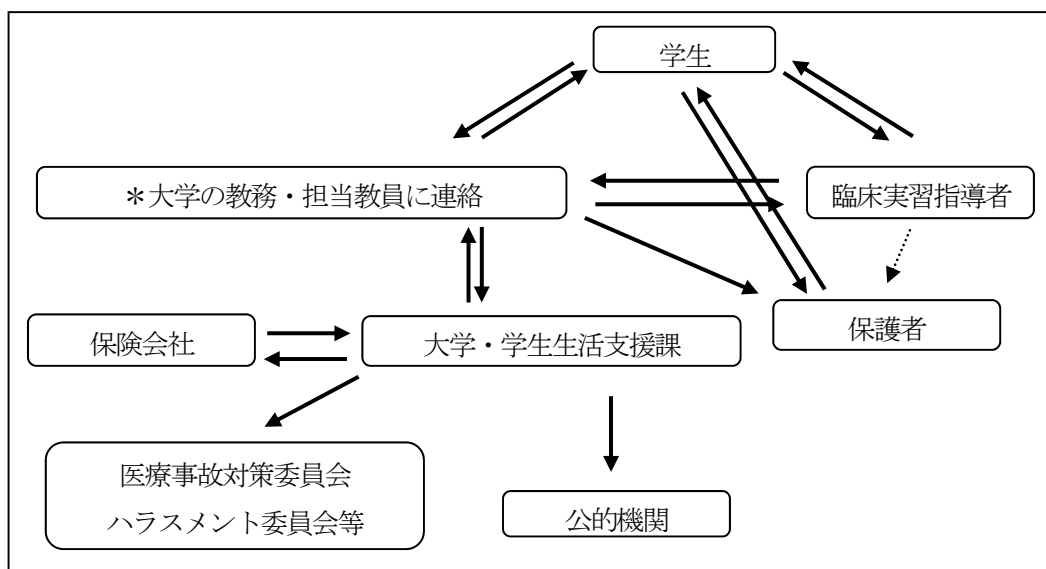 学生
＊大学の教務・担当教員に連絡
臨床実習指導者
保険会社
大学・学生生活支援課
保護者
医療事故対策委員会
ハラスメント委員会等
公的機関